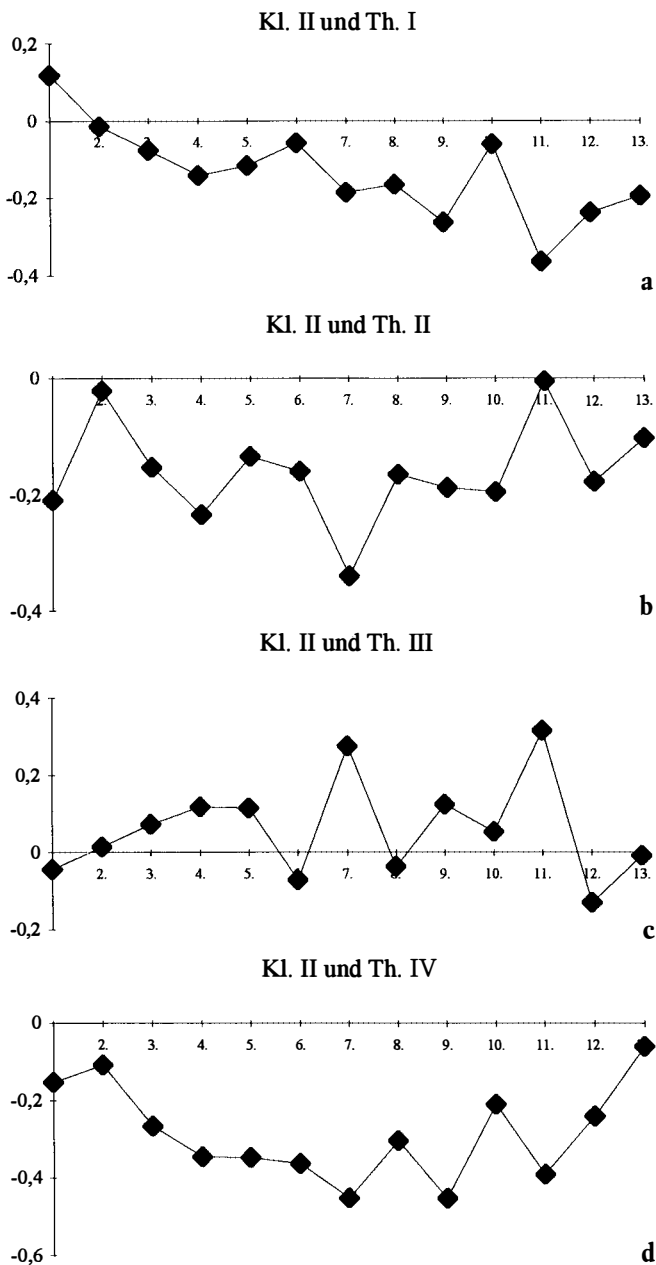 Kl. II und Th. I
0,2
0
2. 3. 4. 5. 6. 7. 8. 9. 11. 12. 13.
-0,2
-0,4
a
Kl. II und Th. II
0
2. 3. 4. 5. 6. 7. 8. 9. 10. 11. 12. 13.
-0,2
-0,4
b
Kl. II und Th. III
0,4
0,2
0
2. 3. 4. 5. 6. 7. 8. 9. 10. 11. 12. 13.
-0,2
c
Kl. II und Th. IV
0
2. 3. 4. 5. 6. 7. 8. 9. 10. 11. 12.
-0,2
-0,4
-0,6
d